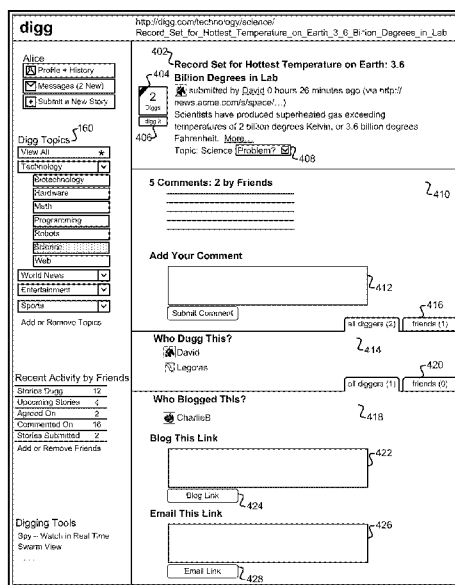 digg
http://digg.com/technology/science/
Record_Set_for_Hottest_Temperature_on_Earth_3_6_Billion_Degrees_in_Lab
Alice
Profile + History
Messages (2 New)
Submit a New Story
160
Digg Topics
View All
Technology
Biotechnology
Hardware
Math
Programming
Robots
Science
Web
World News
Entertainment
Sports
Add or Remove Topics
Recent Activity by Friends
Stories Dugg 12
Upcoming Stories 4
Agreed On 2
Commented On 16
Stories Submitted 2
Add or Remove Friends
Digging Tools
Spy – Watch in Real Time
Swarm View
. . .
402
404
2
Diggs
digg it
406
Record Set for Hottest Temperature on Earth: 3.6
Billion Degrees in Lab
submitted by David 0 hours 26 minutes ago (via http://
news.acme.com/s/space/...)
Scientists have produced superheated gas exceeding
temperatures of 2 billion degrees Kelvin, or 3.6 billion degrees
Fahrenheit. More...
Topic: Science Problem?
408
5 Comments: 2 by Friends
410
Add Your Comment
412
Submit Comment
416
all diggers (2) friends (1)
Who Dugg This?
414
David
Legoras
420
all diggers (1) friends (0)
Who Blogged This?
418
CharlieB
Blog This Link
422
Blog Link
424
Email This Link
426
Email Link
428